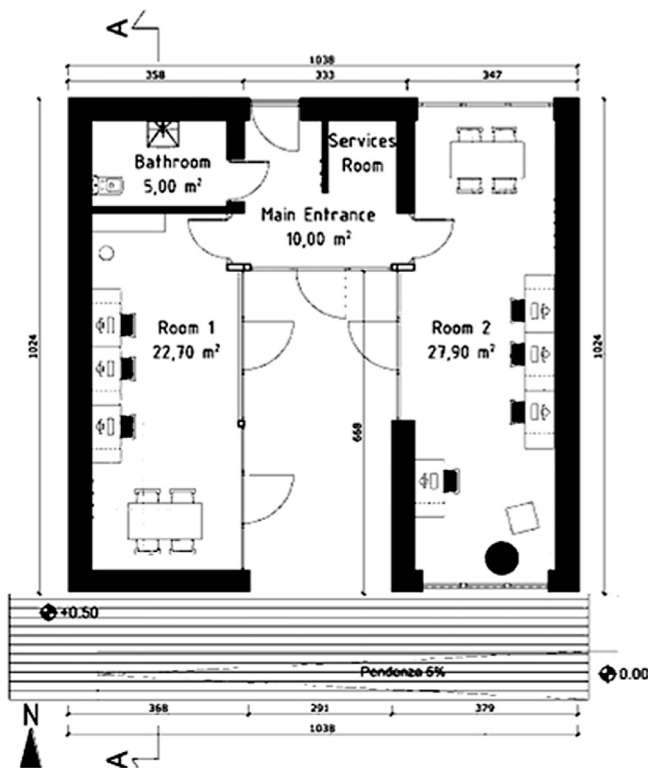 A
1038
358 333 347
Services
Room
Bathroom
5,00 m²
Main Entrance
10,00 m²
Room 1
22,70 m²
Room 2
27,90 m²
1024
1024
668
+0.50
Pendenza 5%
0.00
N
368 291 379
1038
A